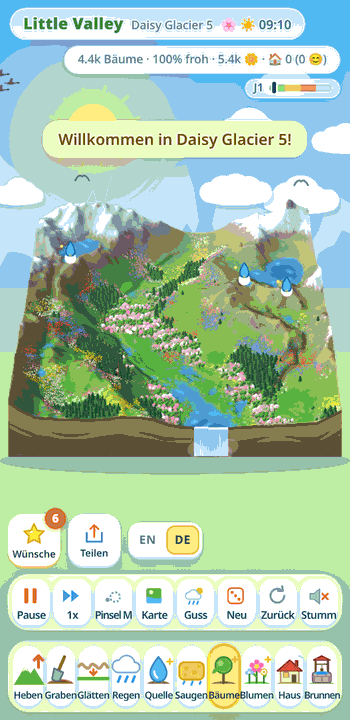 Little Valley Daisy Glacier 5 09:10
4.4k Bäume · 100% froh · 5.4k · 0 (0)
J1
Willkommen in Daisy Glacier 5!
6
Wünsche Teilen EN DE
Pause 1x Pinsel M Karte Guss Neu Zurück Stumm
Heben Graben Glätten Regen Quelle Saugen Bäume Blumen Haus Brunnen